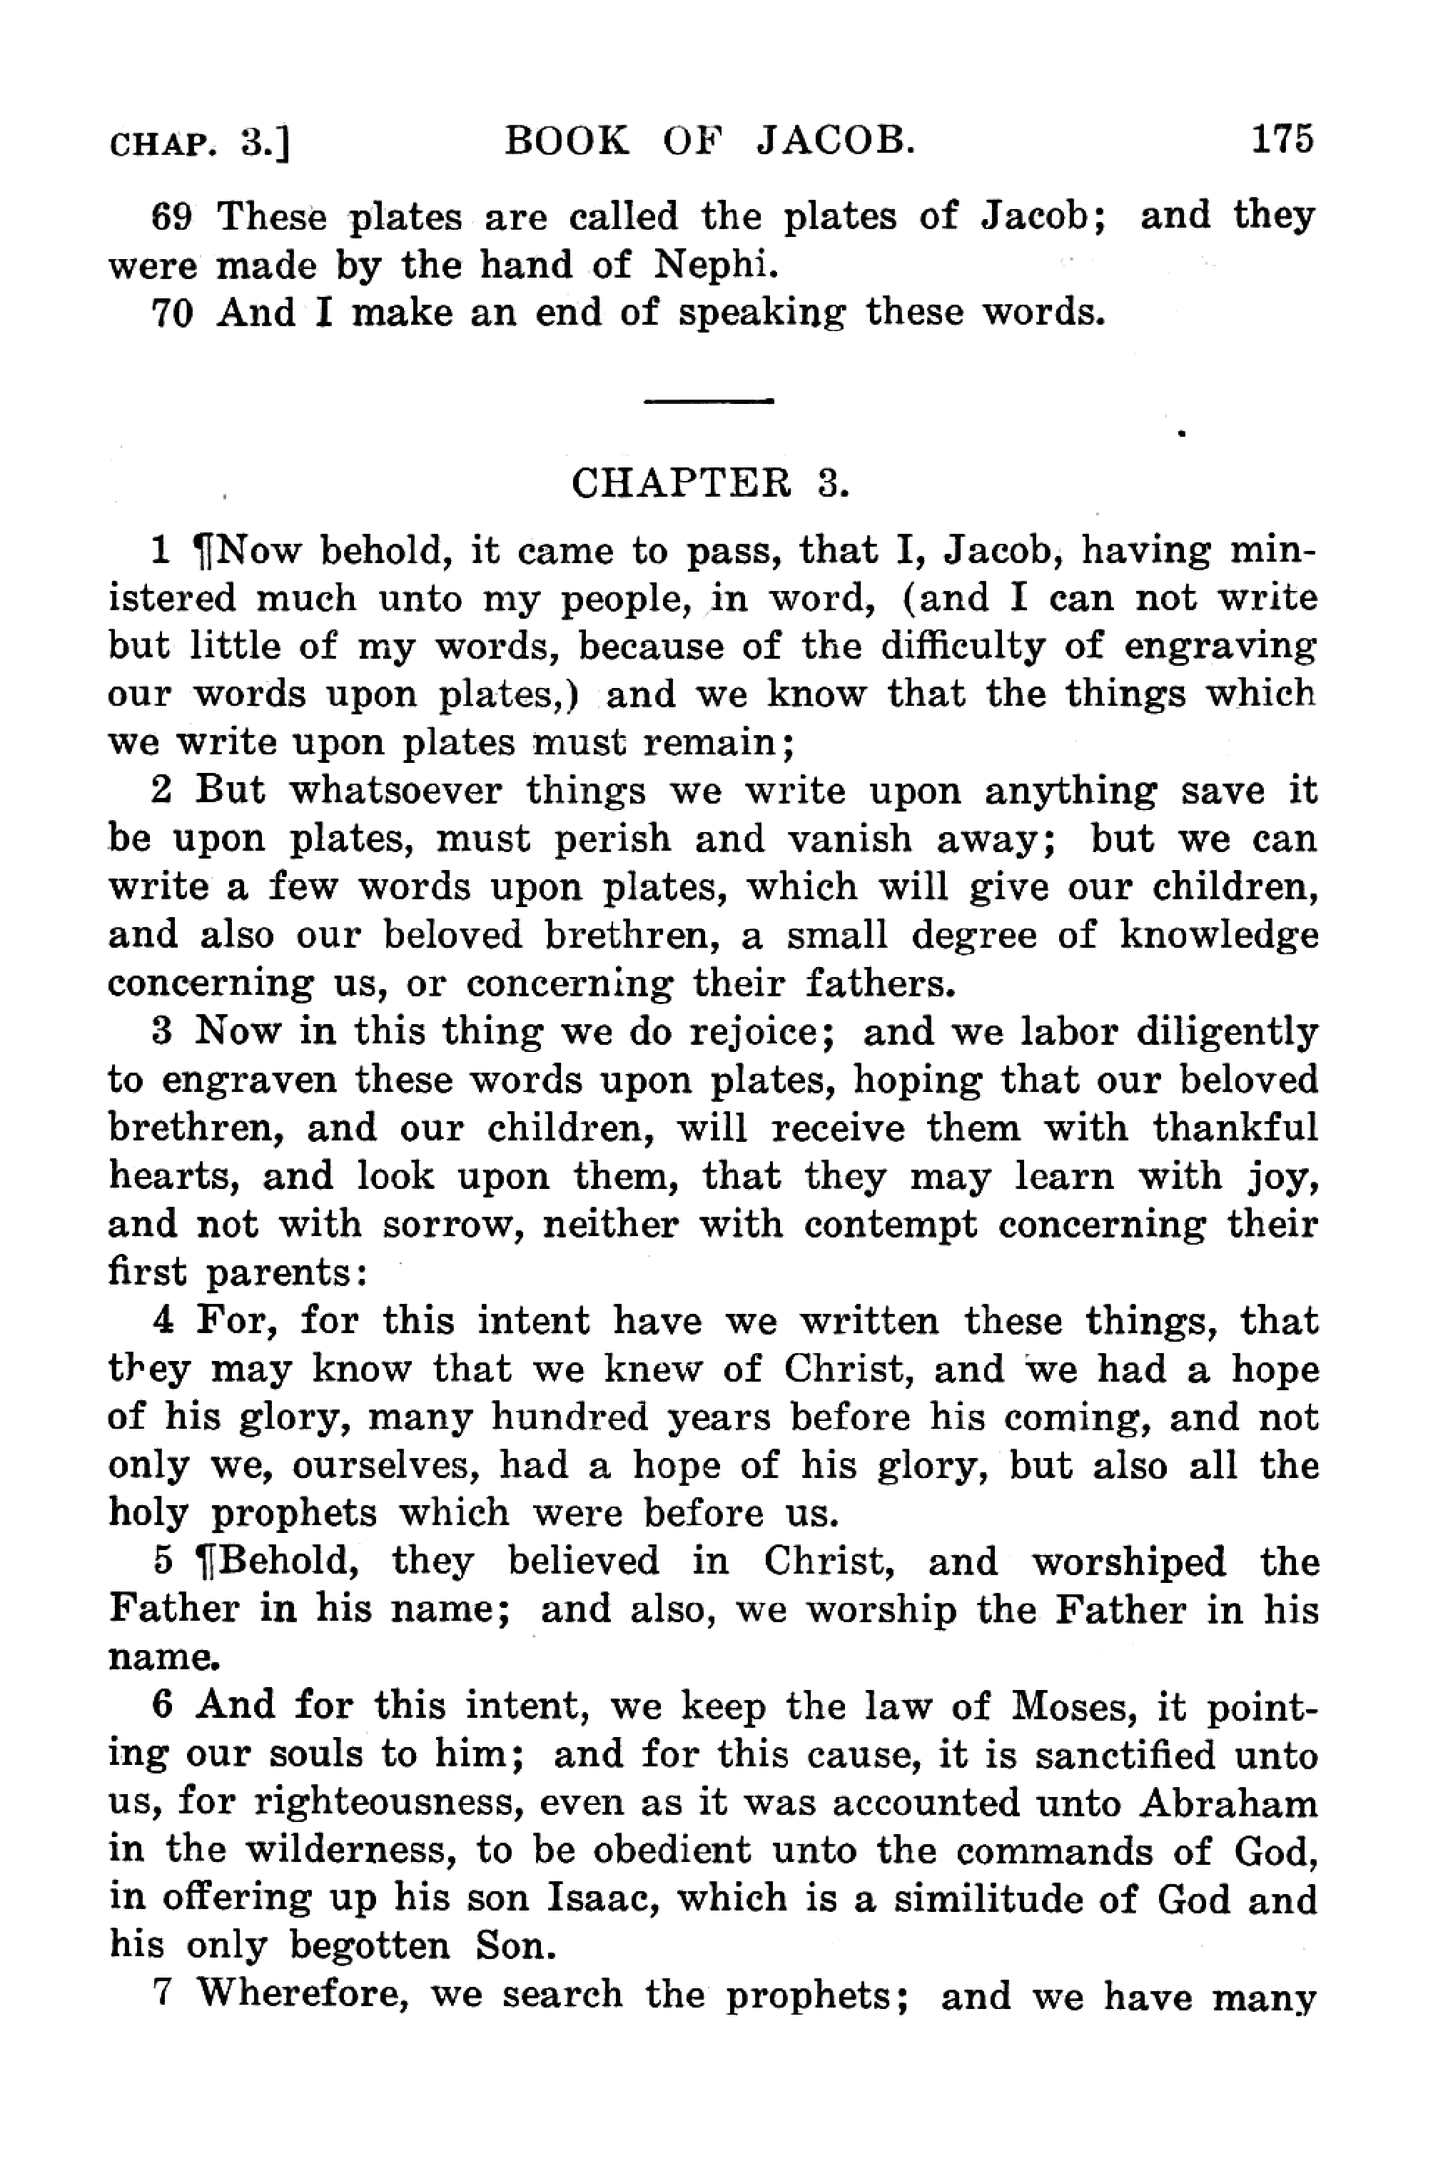 CHAP. 3.] BOOK OF JACOB. 175
69 These plates are called the plates of Jacob; and they
were made by the hand of Nephi.
70 And I make an end of speaking these words.
CHAPTER 3.
1 ¶Now behold, it came to pass, that I, Jacob, having min-
istered much unto my people, in word, (and I can not write
but little of my words, because of the difficulty of engraving
our words upon plates,) and we know that the things which
we write upon plates must remain;
2 But whatsoever things we write upon anything save it
be upon plates, must perish and vanish away; but we can
write a few words upon plates, which will give our children,
and also our beloved brethren, a small degree of knowledge
concerning us, or concerning their fathers.
3 Now in this thing we do rejoice; and we labor diligently
to engraven these words upon plates, hoping that our beloved
brethren, and our children, will receive them with thankful
hearts, and look upon them, that they may learn with joy,
and not with sorrow, neither with contempt concerning their
first parents:
4 For, for this intent have we written these things, that
they may know that we knew of Christ, and we had a hope
of his glory, many hundred years before his coming, and not
only we, ourselves, had a hope of his glory, but also all the
holy prophets which were before us.
5 ¶Behold, they believed in Christ, and worshiped the
Father in his name; and also, we worship the Father in his
name.
6 And for this intent, we keep the law of Moses, it point-
ing our souls to him; and for this cause, it is sanctified unto
us, for righteousness, even as it was accounted unto Abraham
in the wilderness, to be obedient unto the commands of God,
in offering up his son Isaac, which is a similitude of God and
his only begotten Son.
7 Wherefore, we search the prophets; and we have many